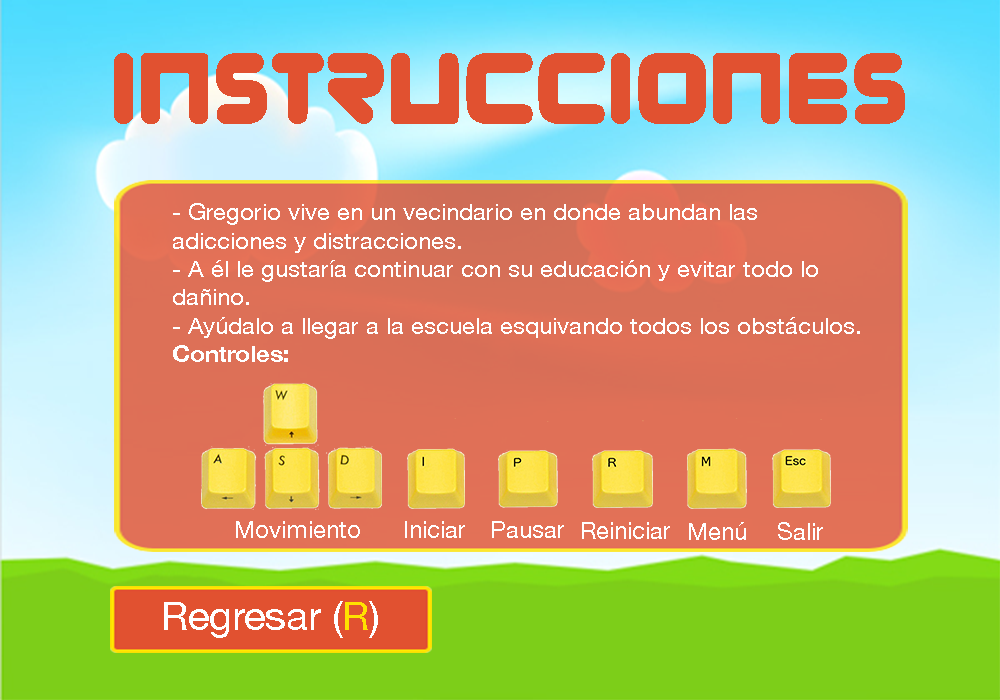 INSTRUCCIONES
- Gregorio vive en un vecindario en donde abundan las
adicciones y distracciones.
- A él le gustaría continuar con su educación y evitar todo lo
dañino.
- Ayúdalo a llegar a la escuela esquivando todos los obstáculos.
Controles:
W
↑
A S D I P R M Esc
← ↓ →
Movimiento Iniciar Pausar Reiniciar Menú Salir
Regresar (R)